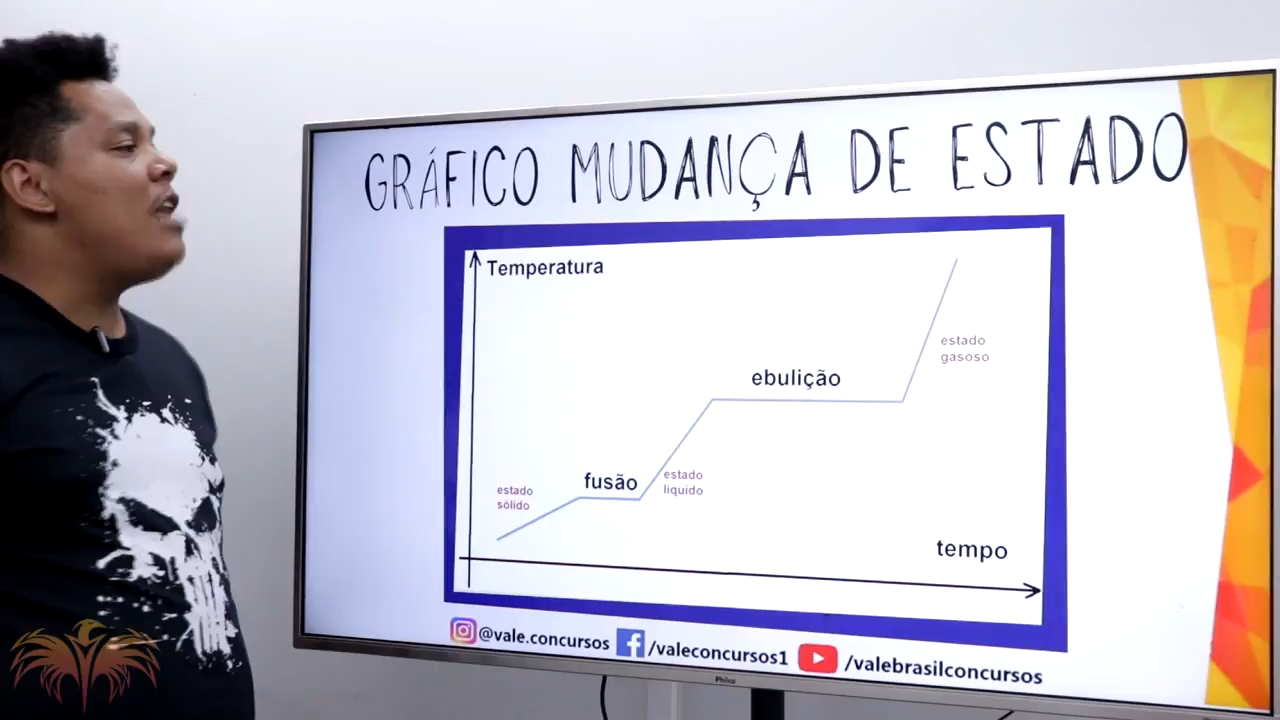 GRÁFICO MUDANÇA DE ESTADO
Temperatura
estado
gasoso
ebulição
fusão
estado
líquido
estado
sólido
tempo
@vale.concursos /valeconcursos1 /valebrasilconcursos
Philco